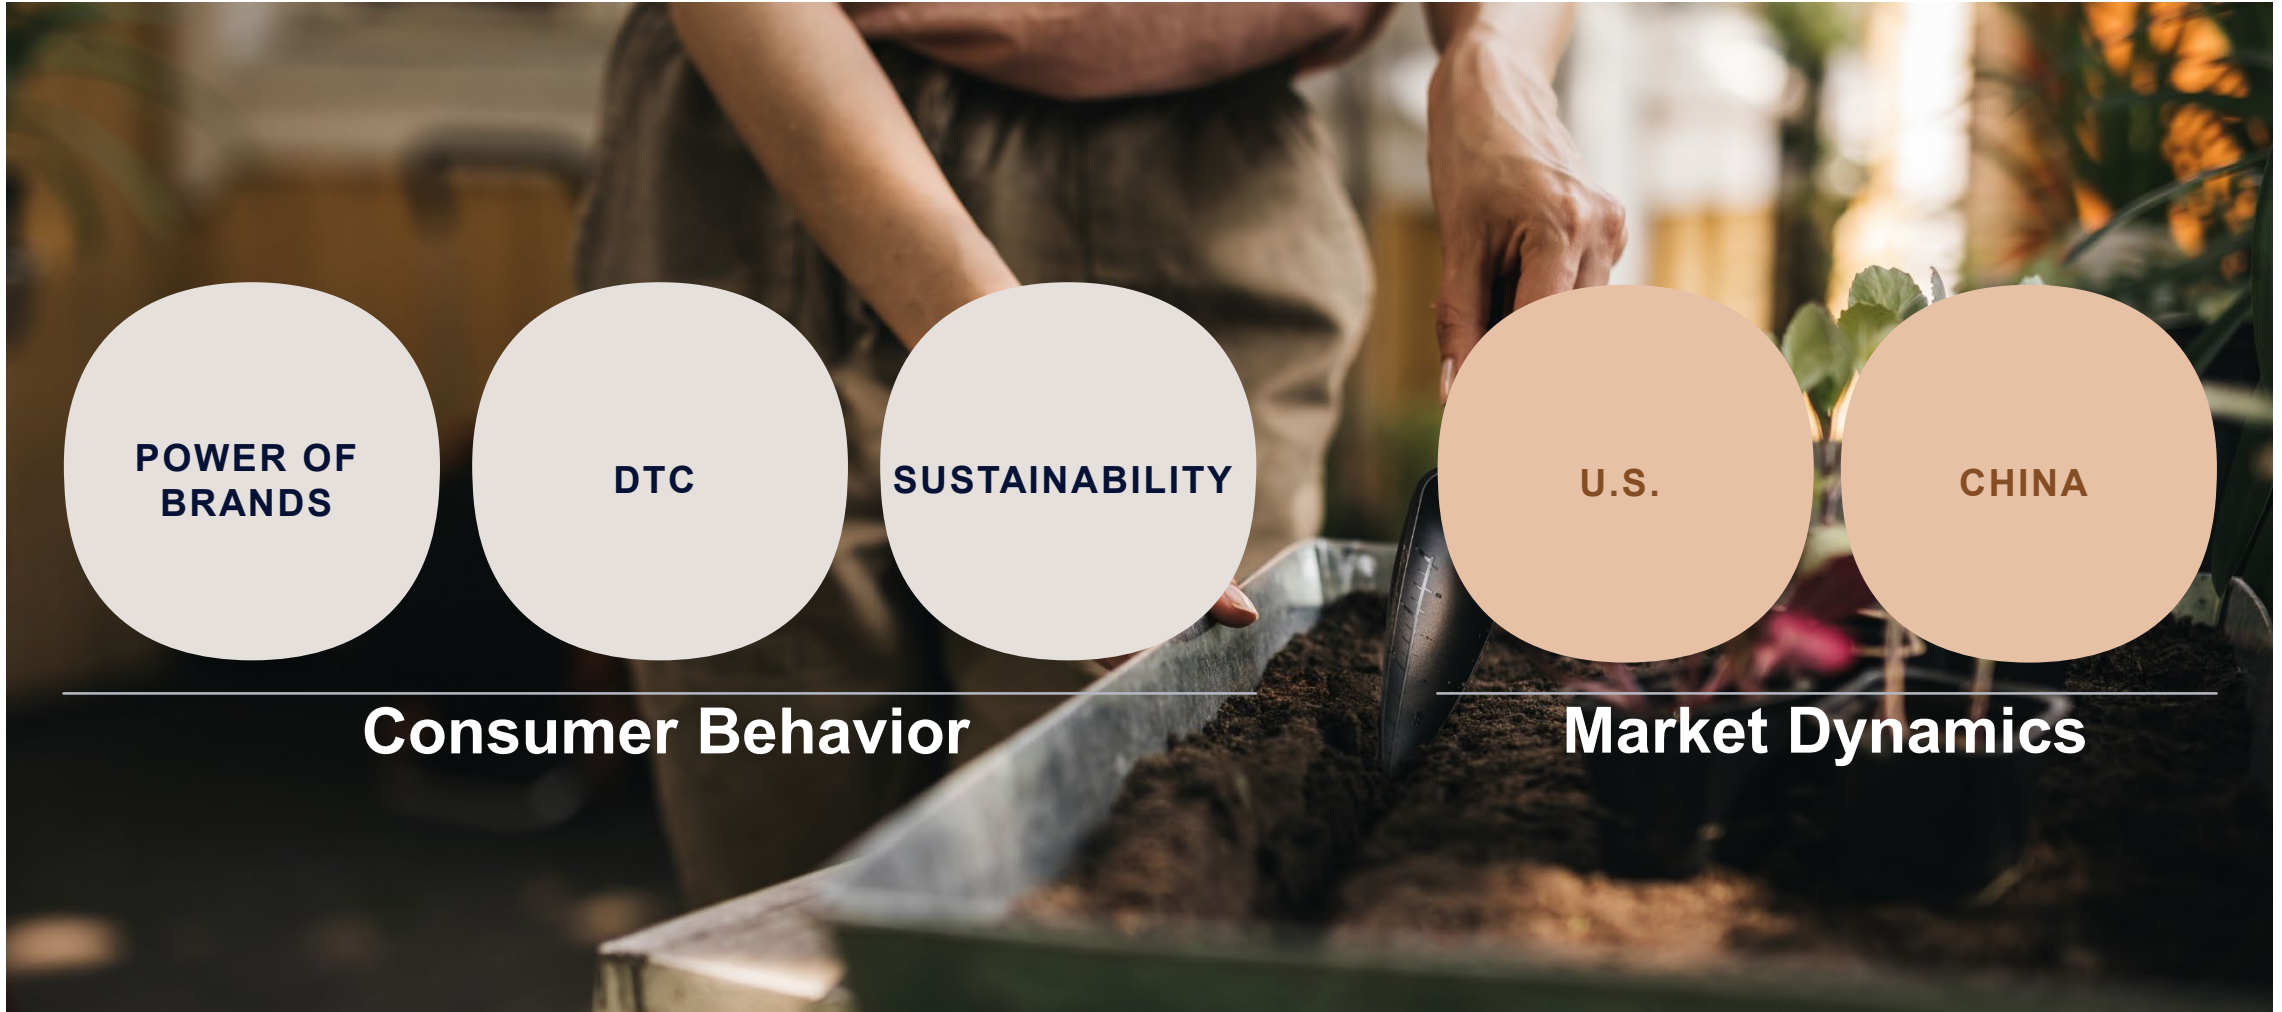 POWER OF
BRANDS
DTC
SUSTAINABILITY
U.S.
CHINA
Consumer Behavior
Market Dynamics